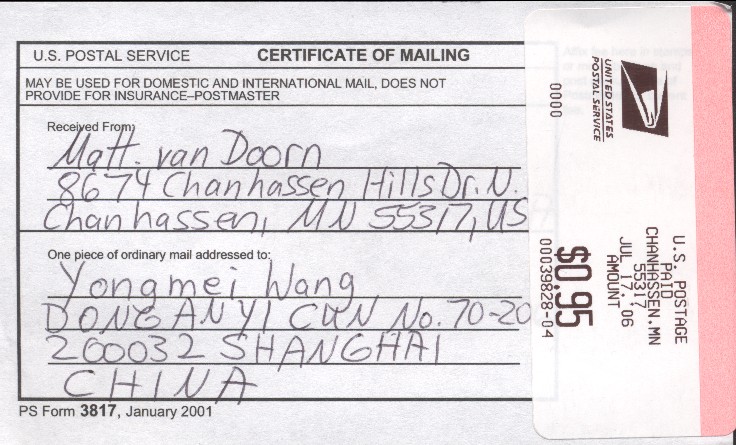 U.S. POSTAL SERVICE CERTIFICATE OF MAILING
MAY BE USED FOR DOMESTIC AND INTERNATIONAL MAIL, DOES NOT
PROVIDE FOR INSURANCE–POSTMASTER
Received From:
Matt. van Doorn
8674 Chanhassen Hills Dr. N.
Chanhassen, MN 55317, US
One piece of ordinary mail addressed to:
Yongmei Wang
DONG AN YI CUN No. 70-20
200032 SHANGHAI
CHINA
PS Form 3817, January 2001
UNITED STATES
POSTAL SERVICE
0000
U.S. POSTAGE
PAID
CHANHASSEN.MN
55317
JUL 17. 06
AMOUNT
$0.95
00039828-04